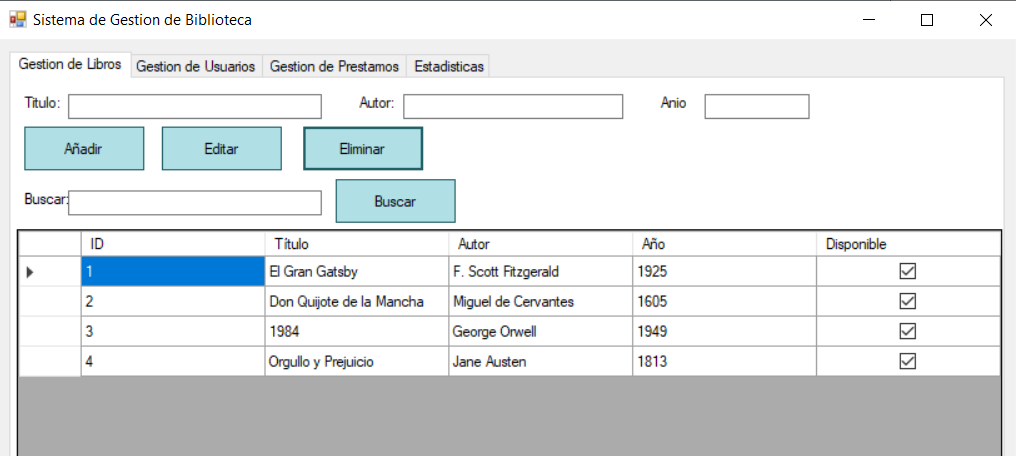 Sistema de Gestion de Biblioteca
Gestion de Libros Gestion de Usuarios Gestion de Prestamos Estadisticas
Titulo: Autor: Anio
Añadir Editar Eliminar
Buscar: Buscar
ID Título Autor Año Disponible
1 El Gran Gatsby F. Scott Fitzgerald 1925
2 Don Quijote de la Mancha Miguel de Cervantes 1605
3 1984 George Orwell 1949
4 Orgullo y Prejuicio Jane Austen 1813